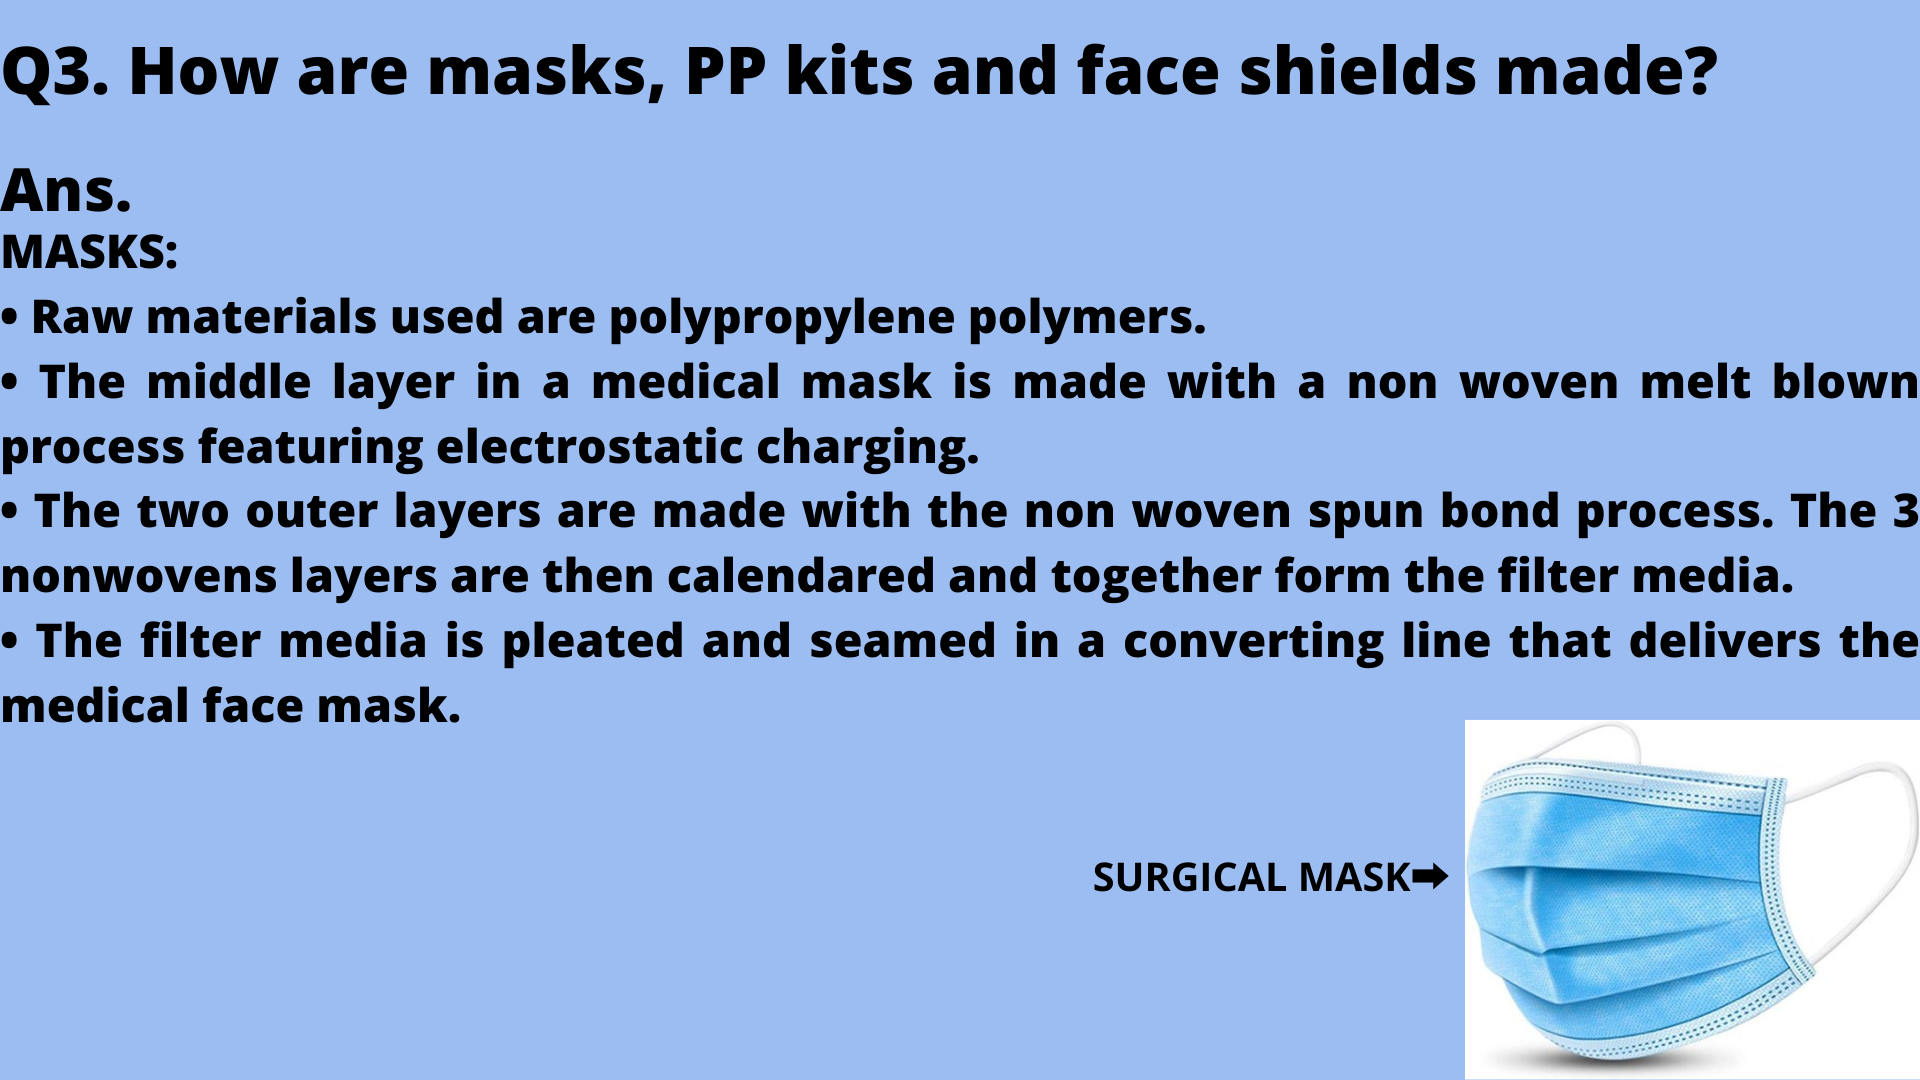 Q3. How are masks, PP kits and face shields made?
Ans.
MASKS:
• Raw materials used are polypropylene polymers.
• The middle layer in a medical mask is made with a non woven melt blown
process featuring electrostatic charging.
• The two outer layers are made with the non woven spun bond process. The 3
nonwovens layers are then calendared and together form the filter media.
• The filter media is pleated and seamed in a converting line that delivers the
medical face mask.
SURGICAL MASK➡